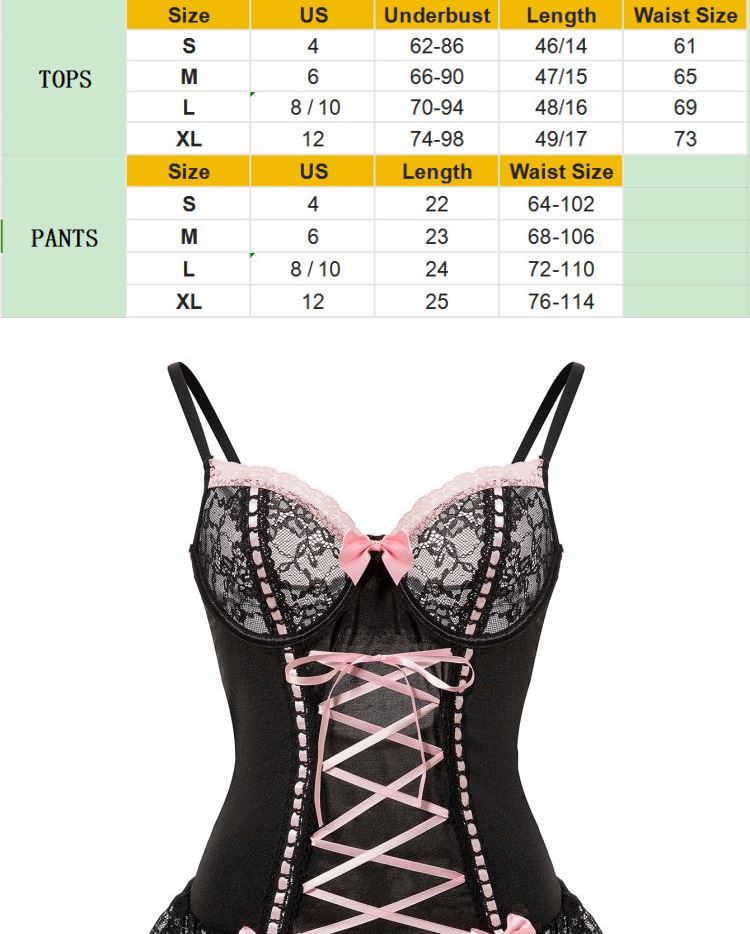 Size US Underbust Length Waist Size
S 4 62-86 46/14 61
M 6 66-90 47/15 65
TOPS
L 8 / 10 70-94 48/16 69
XL 12 74-98 49/17 73
Size US Length Waist Size
S 4 22 64-102
M 6 23 68-106
PANTS
L 8 / 10 24 72-110
XL 12 25 76-114